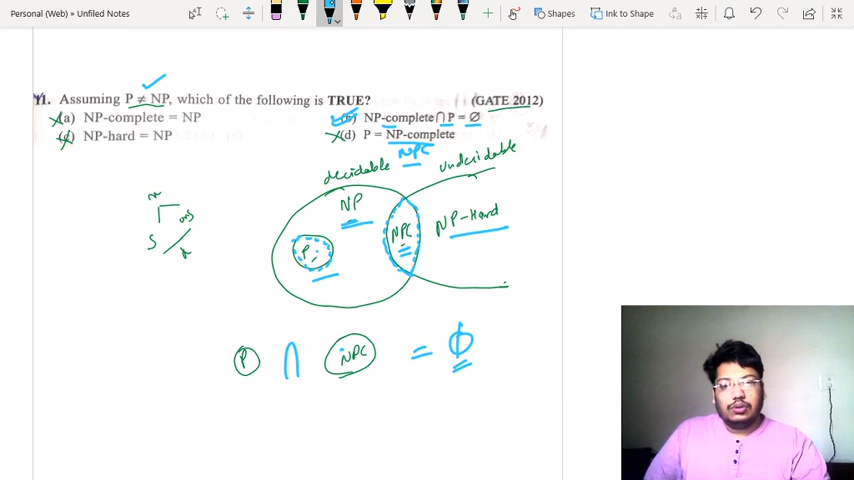 Personal (Web) » Unfiled Notes
Shapes
Ink to Shape
11. Assuming P ≠ NP, which of the following is TRUE? (GATE 2012)
(a) NP-complete = NP
NP-complete ∩ P = Ø
NP-hard = NP
(d) P = NP-complete
NPC
decidable
undecidable
NP
NPC
NP-Hard
P
P ∩ NPC = ϕ